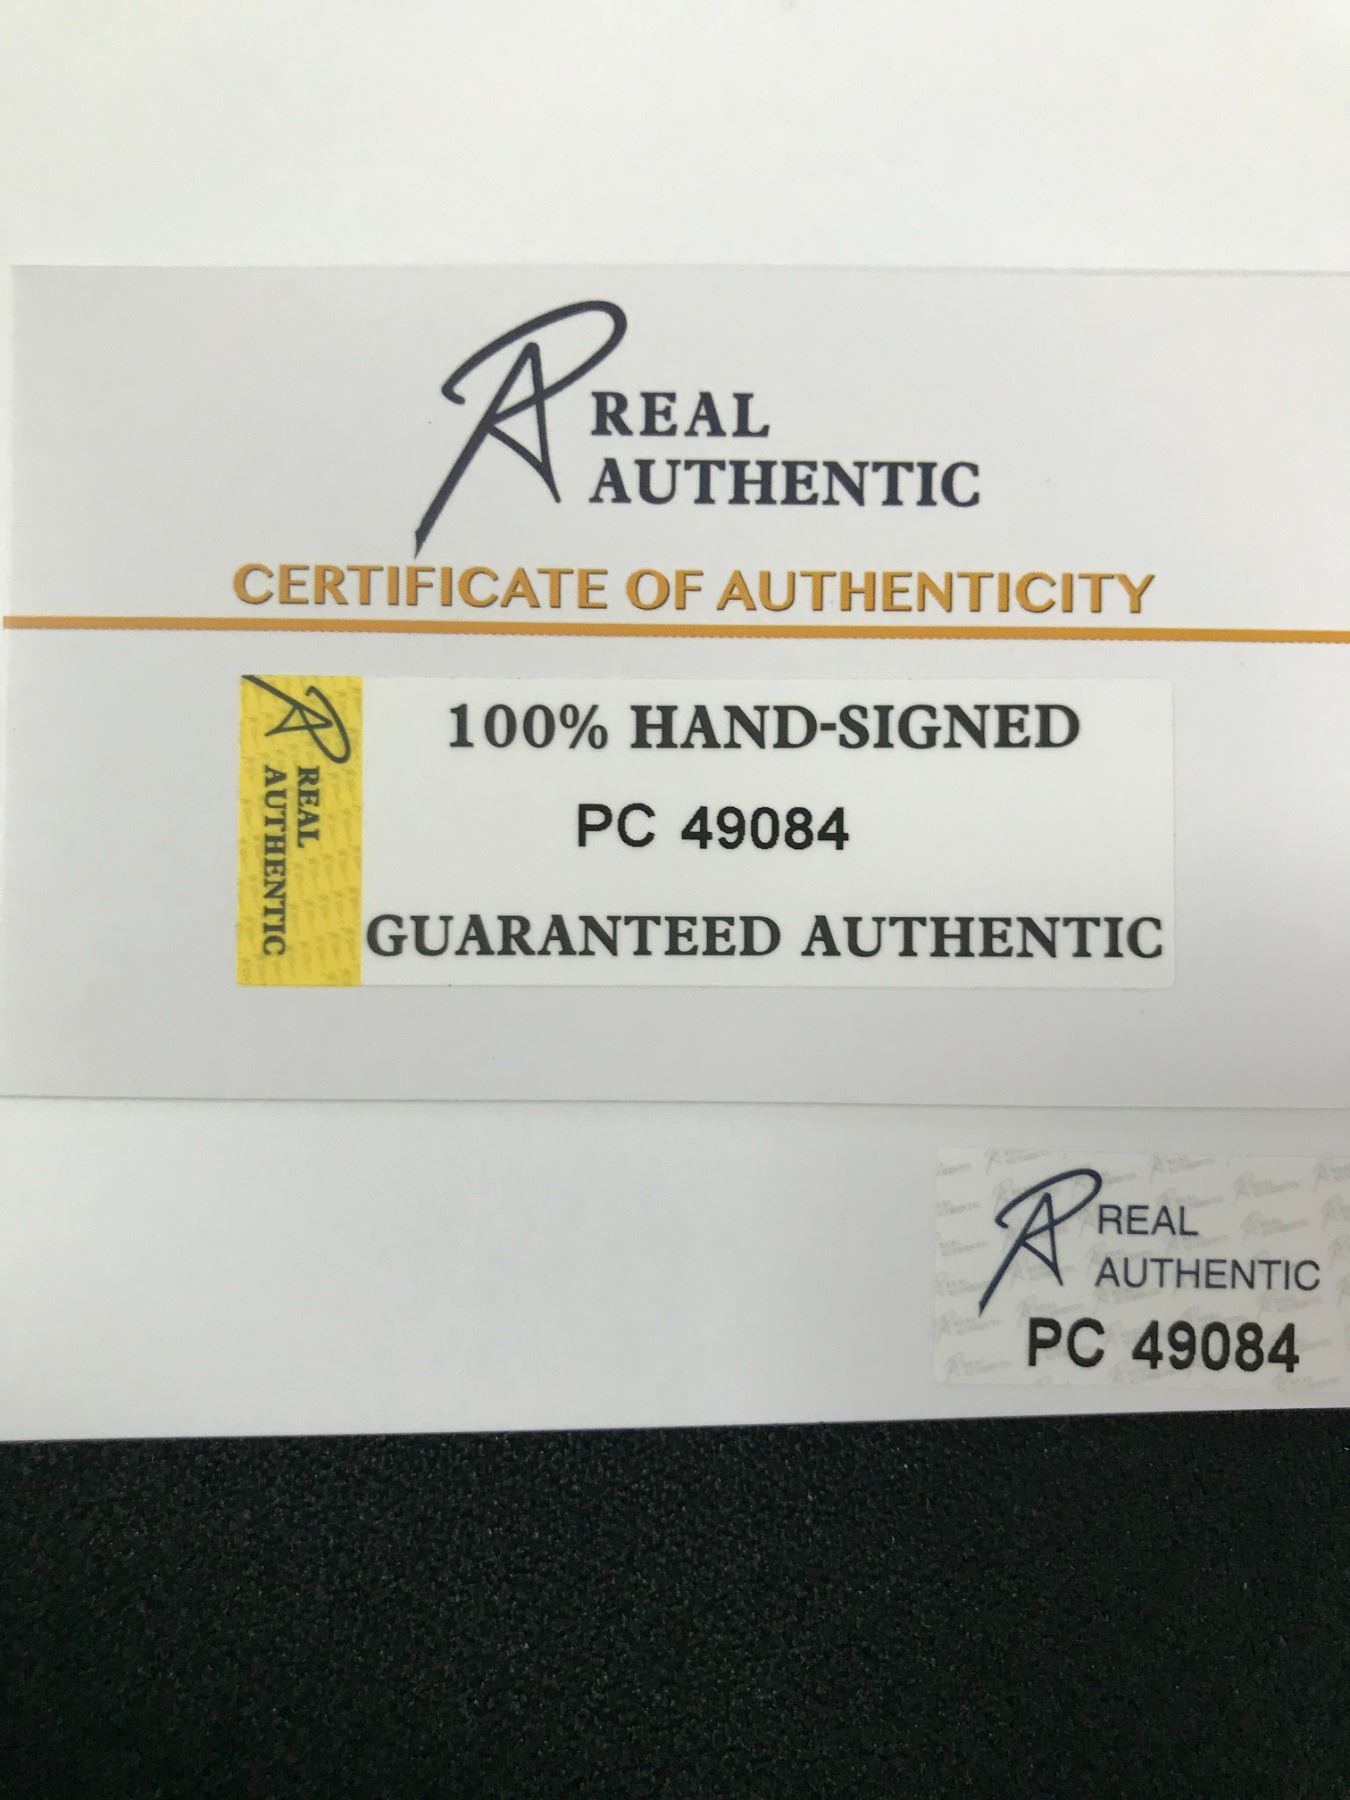 REAL
AUTHENTIC
CERTIFICATE OF AUTHENTICITY
REAL
AUTHENTIC
100% HAND-SIGNED
PC 49084
GUARANTEED AUTHENTIC
REAL
AUTHENTIC
PC 49084